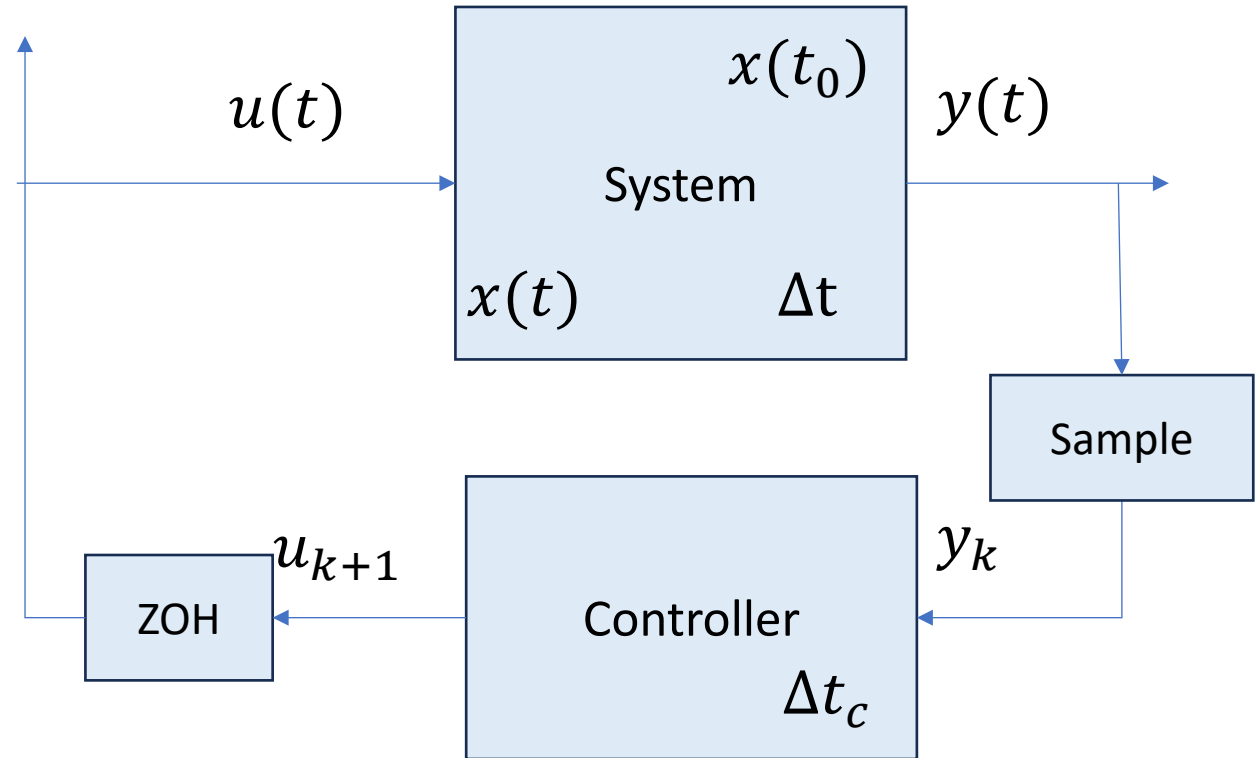 x(t₀)
u(t)
y(t)
System
x(t)
Δt
Sample
u_{k+1}
y_k
ZOH
Controller
Δt_c